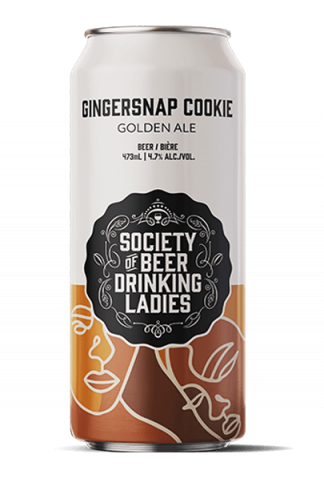 GINGERSNAP COOKIE
GOLDEN ALE
BEER / BIÈRE
473mL | 4.7% ALC./VOL.
SOCIETY
OF BEER
DRINKING
LADIES